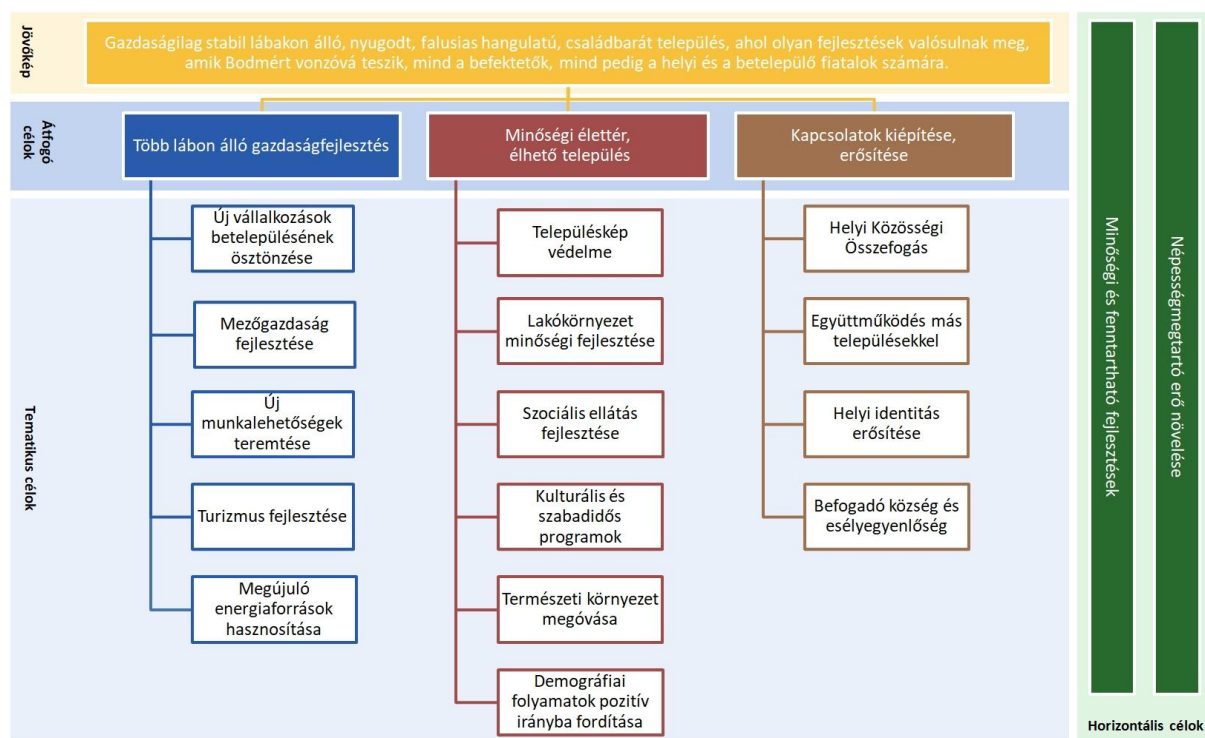 Jövőkép
Gazdaságilag stabil lábakon álló, nyugodt, falusias hangulatú, családbarát település, ahol olyan fejlesztések valósulnak meg,
amik Bodmért vonzóvá teszik, mind a befektetők, mind pedig a helyi és a betelepülő fiatalok számára.
Átfogó
célok
Több lábon álló gazdaságfejlesztés
Minőségi élettér,
élhető település
Kapcsolatok kiépítése,
erősítése
Tematikus célok
Új vállalkozások
betelepülésének
ösztönzése
Mezőgazdaság
fejlesztése
Új
munkalehetőségek
teremtése
Turizmus fejlesztése
Megújuló
energiaforrások
hasznosítása
Településkép
védelme
Lakókörnyezet
minőségi fejlesztése
Szociális ellátás
fejlesztése
Kulturális és
szabadidős
programok
Természeti környezet
megóvása
Demográfiai
folyamatok pozitív
irányba fordítása
Helyi Közösségi
Összefogás
Együttműködés más
településekkel
Helyi identitás
erősítése
Befogadó község és
esélyegyenlőség
Minőségi és fenntartható fejlesztések
Népességmegtartó erő növelése
Horizontális célok